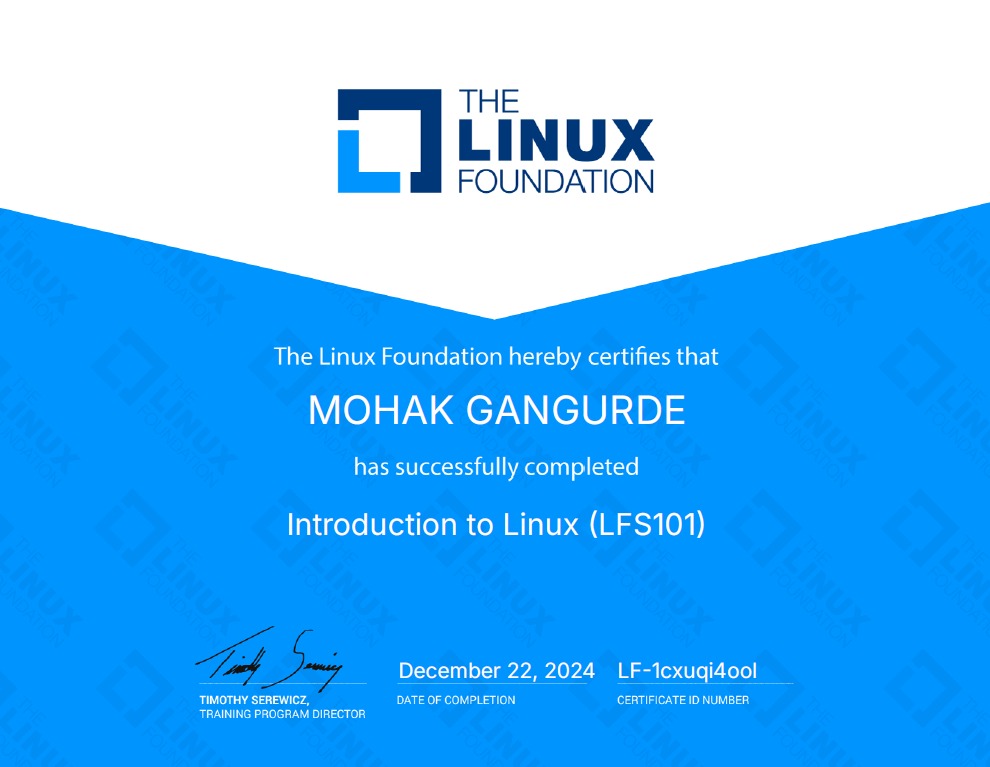 THE
LINUX
FOUNDATION
The Linux Foundation hereby certifies that
MOHAK GANGURDE
has successfully completed
Introduction to Linux (LFS101)
Timothy Serewicz
December 22, 2024 LF-1cxuqi4ool
TIMOTHY SEREWICZ, DATE OF COMPLETION CERTIFICATE ID NUMBER
TRAINING PROGRAM DIRECTOR